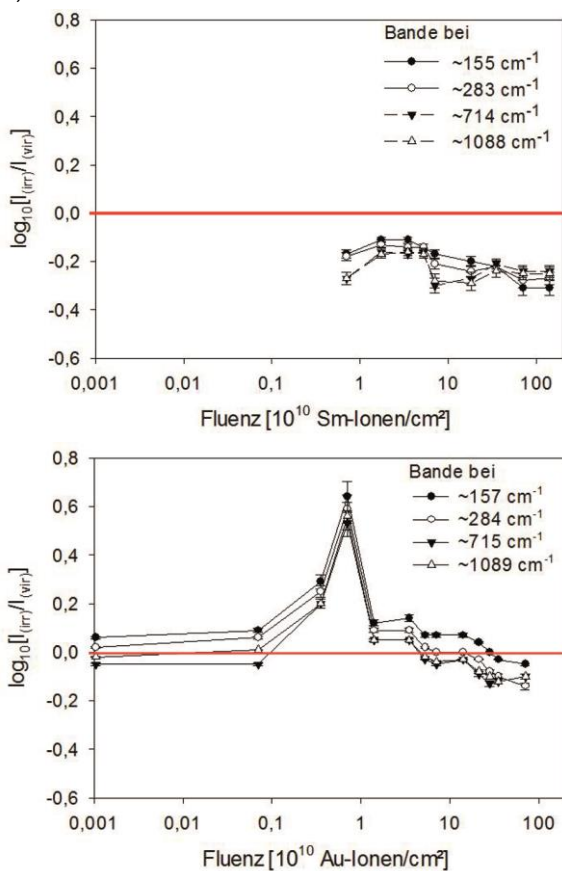 Bande bei
~155 cm⁻¹
~283 cm⁻¹
~714 cm⁻¹
~1088 cm⁻¹
log₁₀[I₍ᵢᵣᵣ₎/I₍ᵥᵢᵣ₎]
0,8
0,6
0,4
0,2
0,0
-0,2
-0,4
-0,6
0,001 0,01 0,1 1 10 100
Fluenz [10¹⁰ Sm-Ionen/cm²]
Bande bei
~157 cm⁻¹
~284 cm⁻¹
~715 cm⁻¹
~1089 cm⁻¹
log₁₀[I₍ᵢᵣᵣ₎/I₍ᵥᵢᵣ₎]
0,8
0,6
0,4
0,2
0,0
-0,2
-0,4
-0,6
0,001 0,01 0,1 1 10 100
Fluenz [10¹⁰ Au-Ionen/cm²]